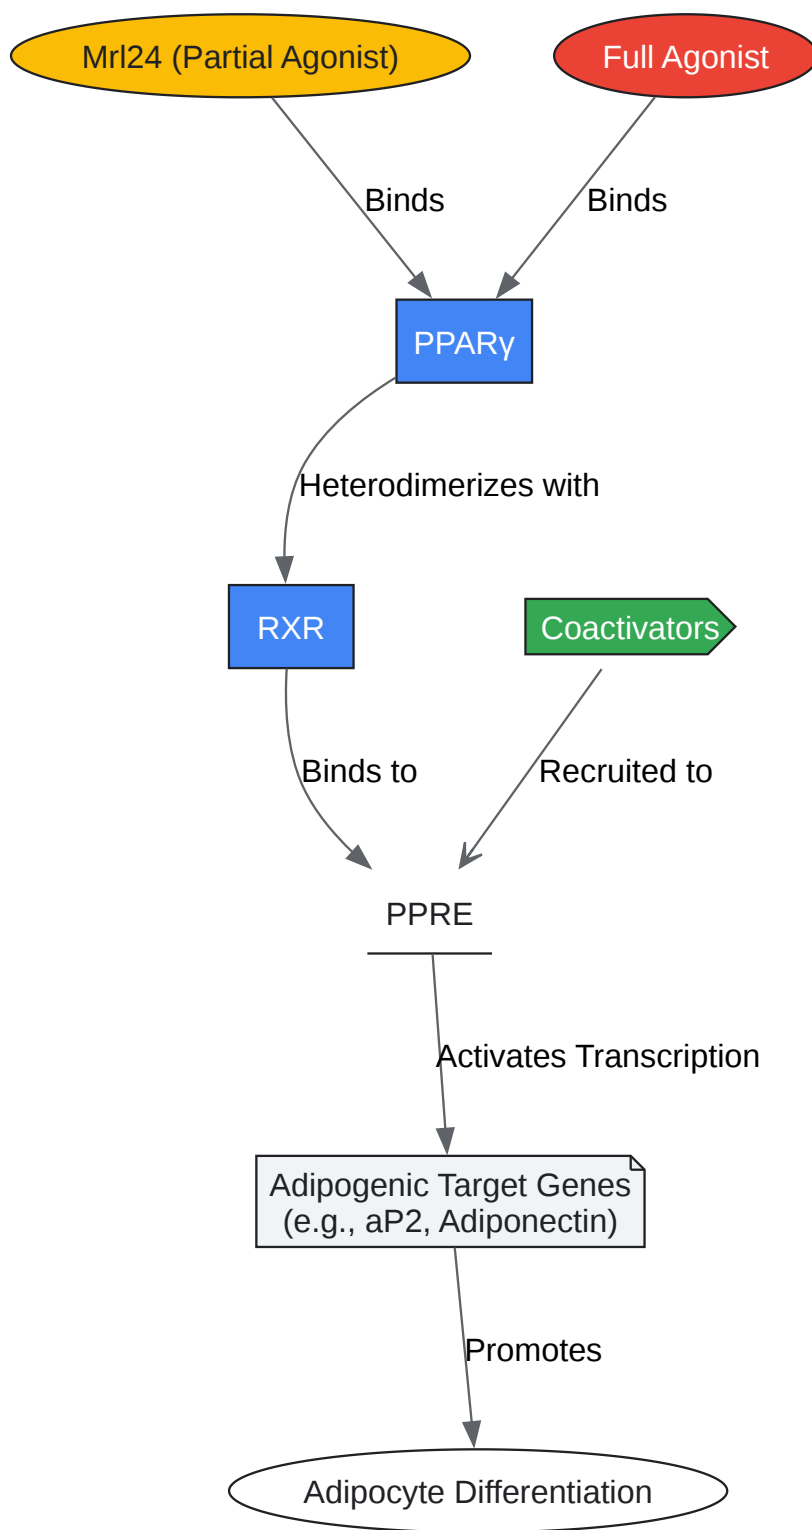 Mrl24 (Partial Agonist)
Full Agonist
Binds
Binds
PPARγ
Heterodimerizes with
RXR
Coactivators
Binds to
Recruited to
PPRE
Activates Transcription
Adipogenic Target Genes
(e.g., aP2, Adiponectin)
Promotes
Adipocyte Differentiation